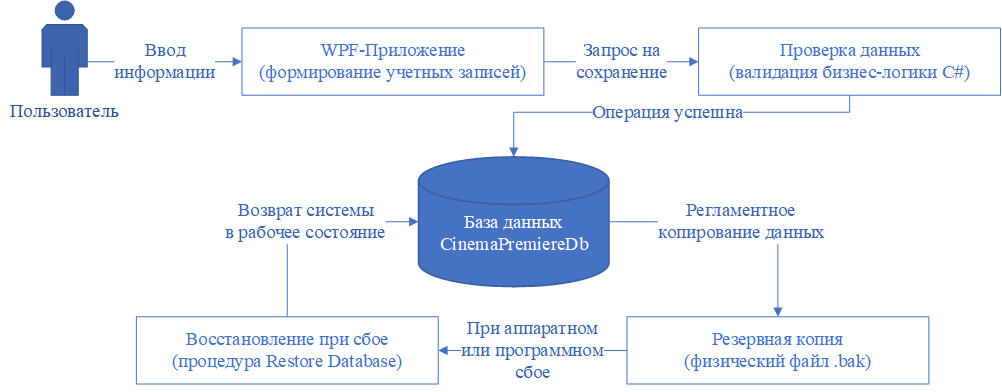 Пользователь
Ввод
информации
WPF-Приложение
(формирование учетных записей)
Запрос на
сохранение
Проверка данных
(валидация бизнес-логики C#)
Операция успешна
База данных
CinemaPremiereDb
Возврат системы
в рабочее состояние
Регламентное
копирование данных
Резервная копия
(физический файл .bak)
При аппаратном
или программном
сбое
Восстановление при сбое
(процедура Restore Database)